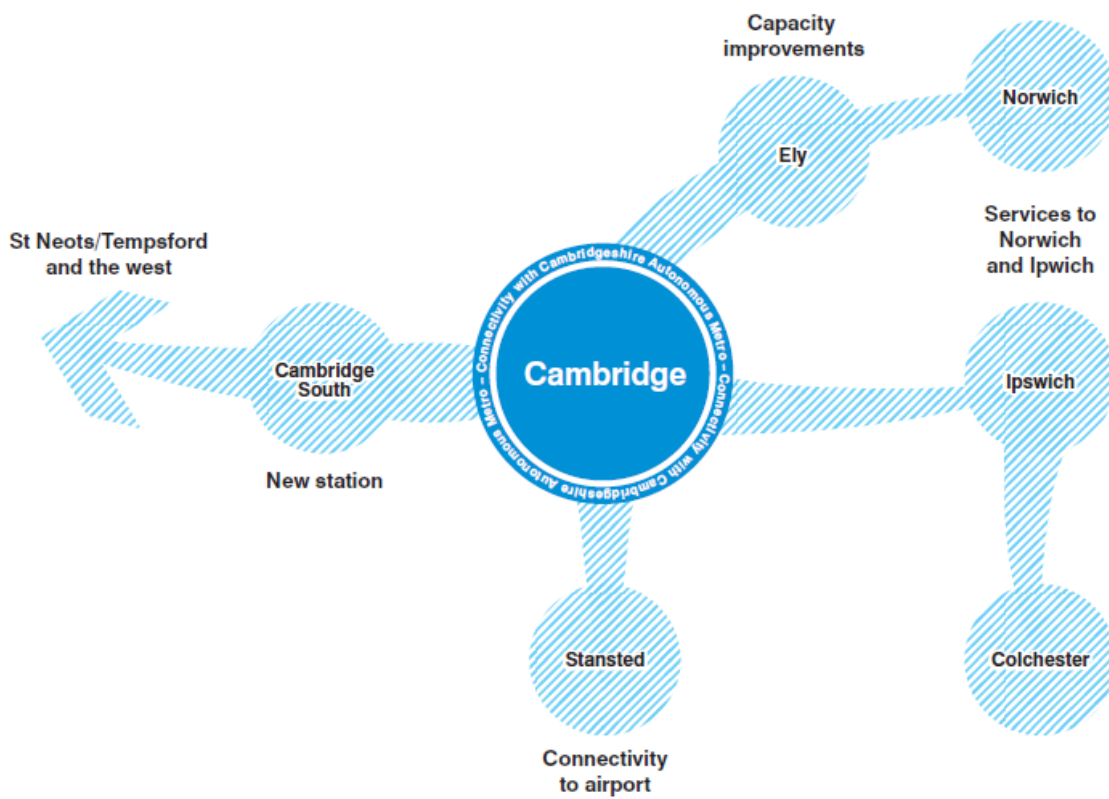 Capacity
improvements
Norwich
Ely
Services to
Norwich
and Ipwich
St Neots/Tempsford
and the west
Connectivity with Cambridgeshire Autonomous Metro – Connectivity with Cambridgeshire Autonomous Metro –
Cambridge
Cambridge
South
Ipswich
New station
Stansted
Colchester
Connectivity
to airport